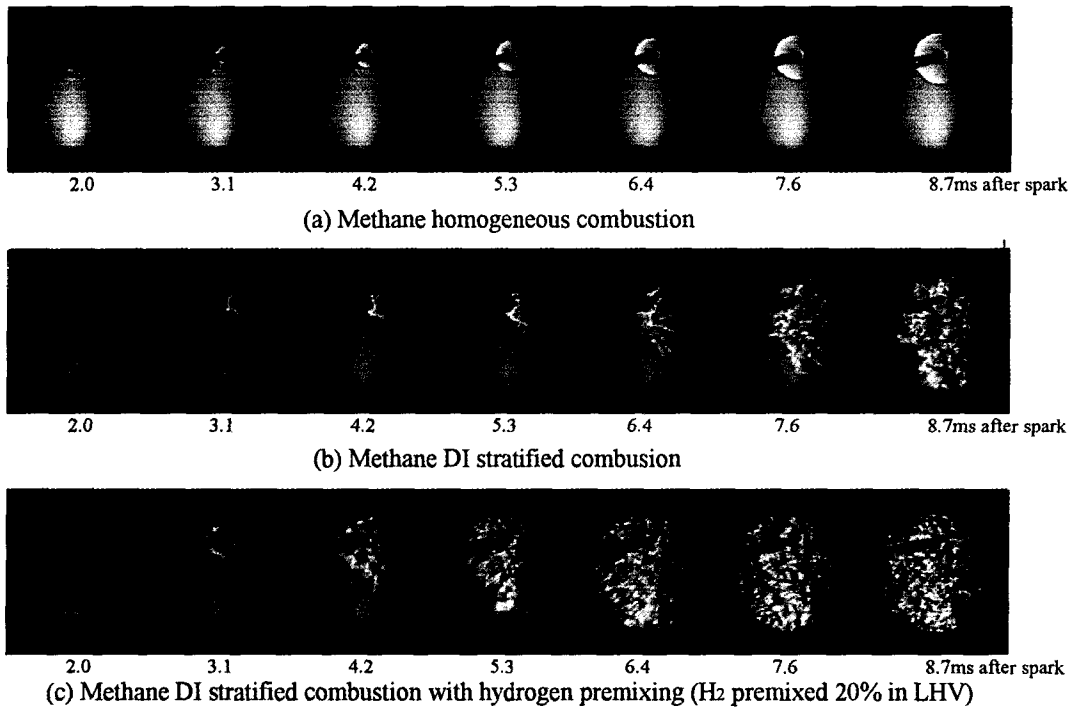 2.0 3.1 4.2 5.3 6.4 7.6 8.7ms after spark
(a) Methane homogeneous combustion
2.0 3.1 4.2 5.3 6.4 7.6 8.7ms after spark
(b) Methane DI stratified combusion
2.0 3.1 4.2 5.3 6.4 7.6 8.7ms after spark
(c) Methane DI stratified combustion with hydrogen premixing (H2 premixed 20% in LHV)